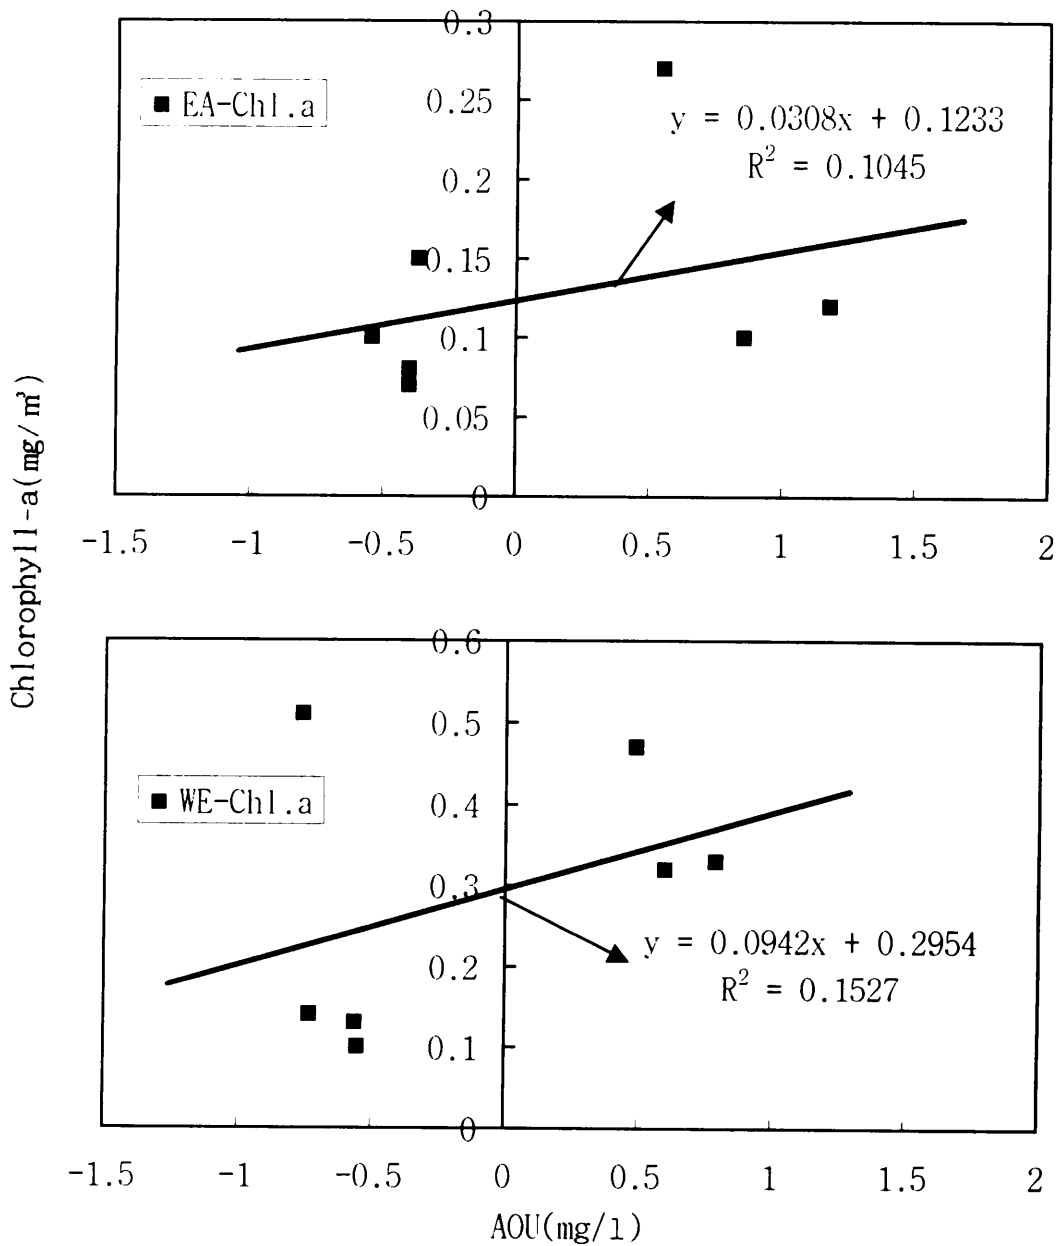 Chlorophyll-a(mg/㎥)
0.3
EA-Chl.a
0.25
y = 0.0308x + 0.1233
R² = 0.1045
0.2
0.15
0.1
0.05
0
-1.5 -1 -0.5 0 0.5 1 1.5 2
0.6
0.5
WE-Chl.a
0.4
0.3
y = 0.0942x + 0.2954
R² = 0.1527
0.2
0.1
0
-1.5 -1 -0.5 0 0.5 1 1.5 2
AOU(mg/l)